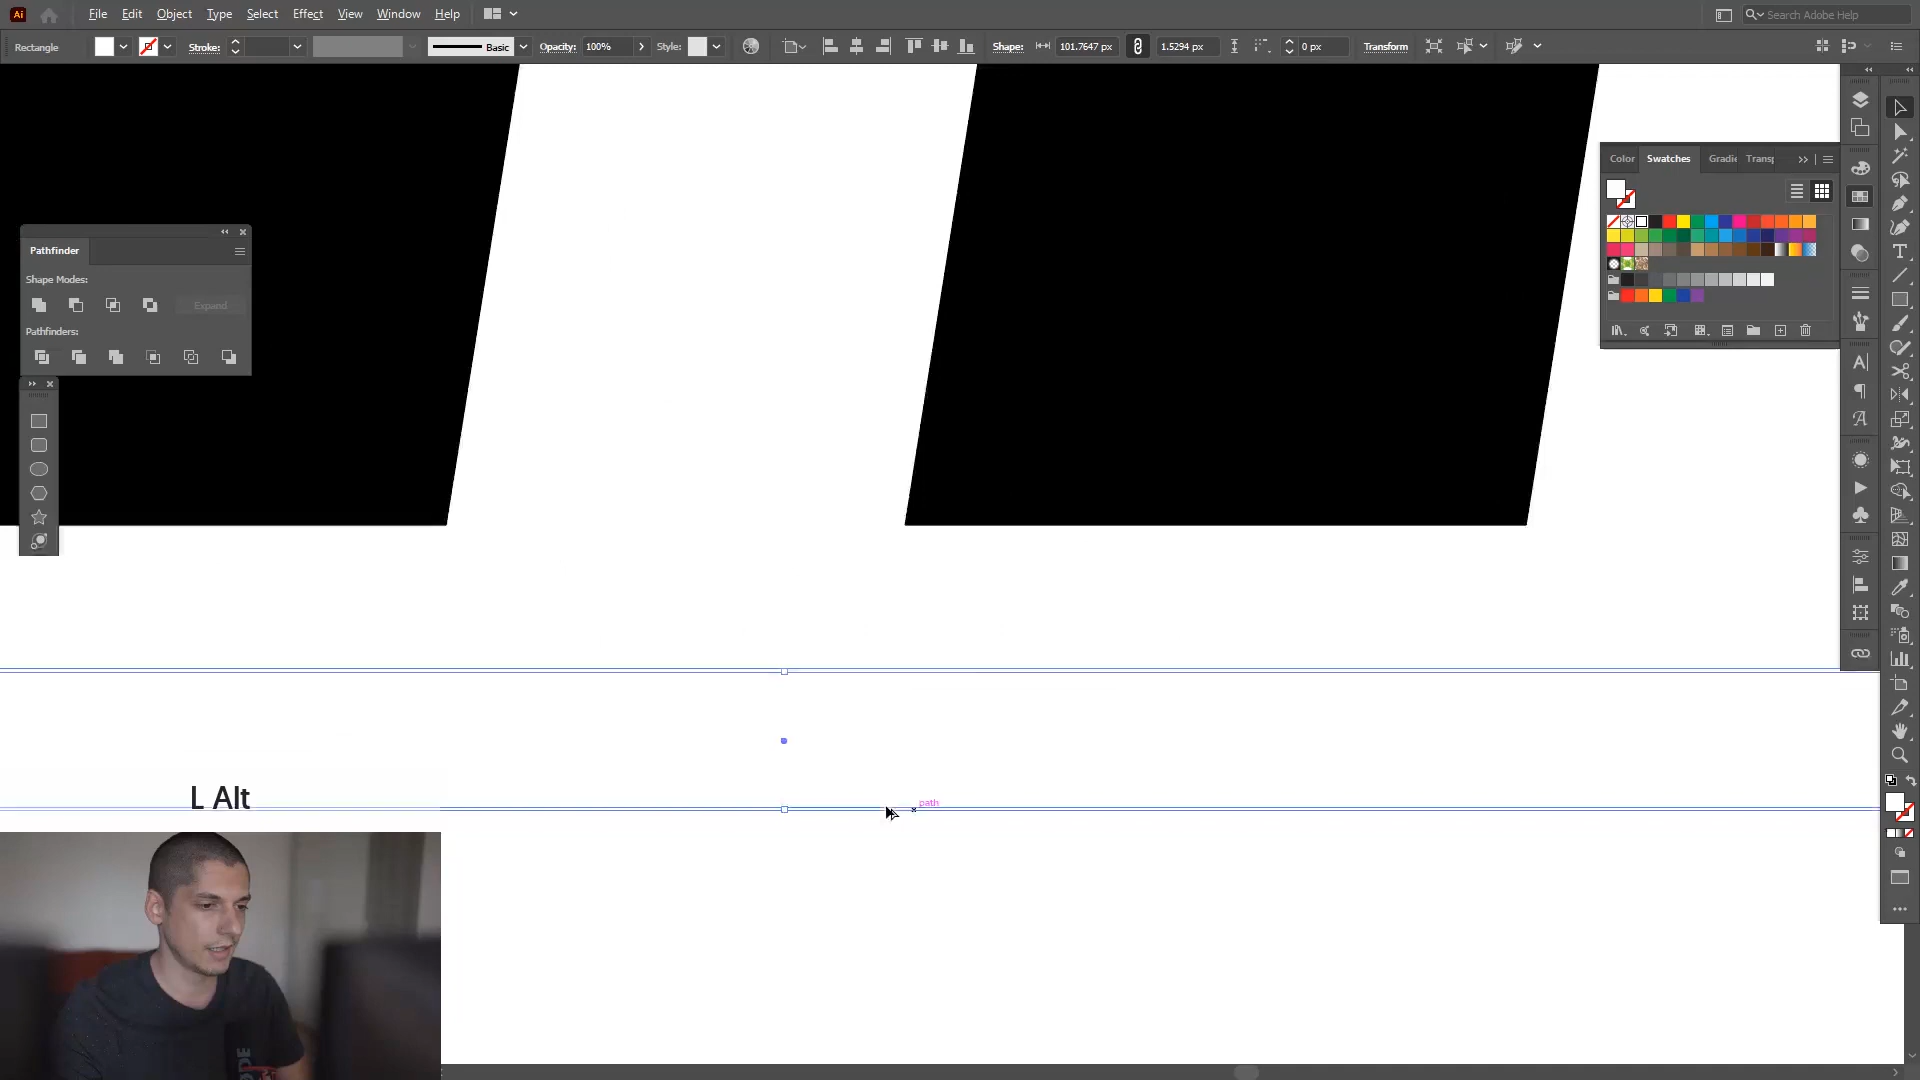 Ai File Edit Object Type Select Effect View Window Help Search Adobe Help
Rectangle Stroke: Basic Opacity: 100% Style: Shape: 101.7647 px 1.5294 px 0 px Transform
Color Swatches Gradie Transp
Pathfinder
Shape Modes:
Expand
Pathfinders:
path
L Alt